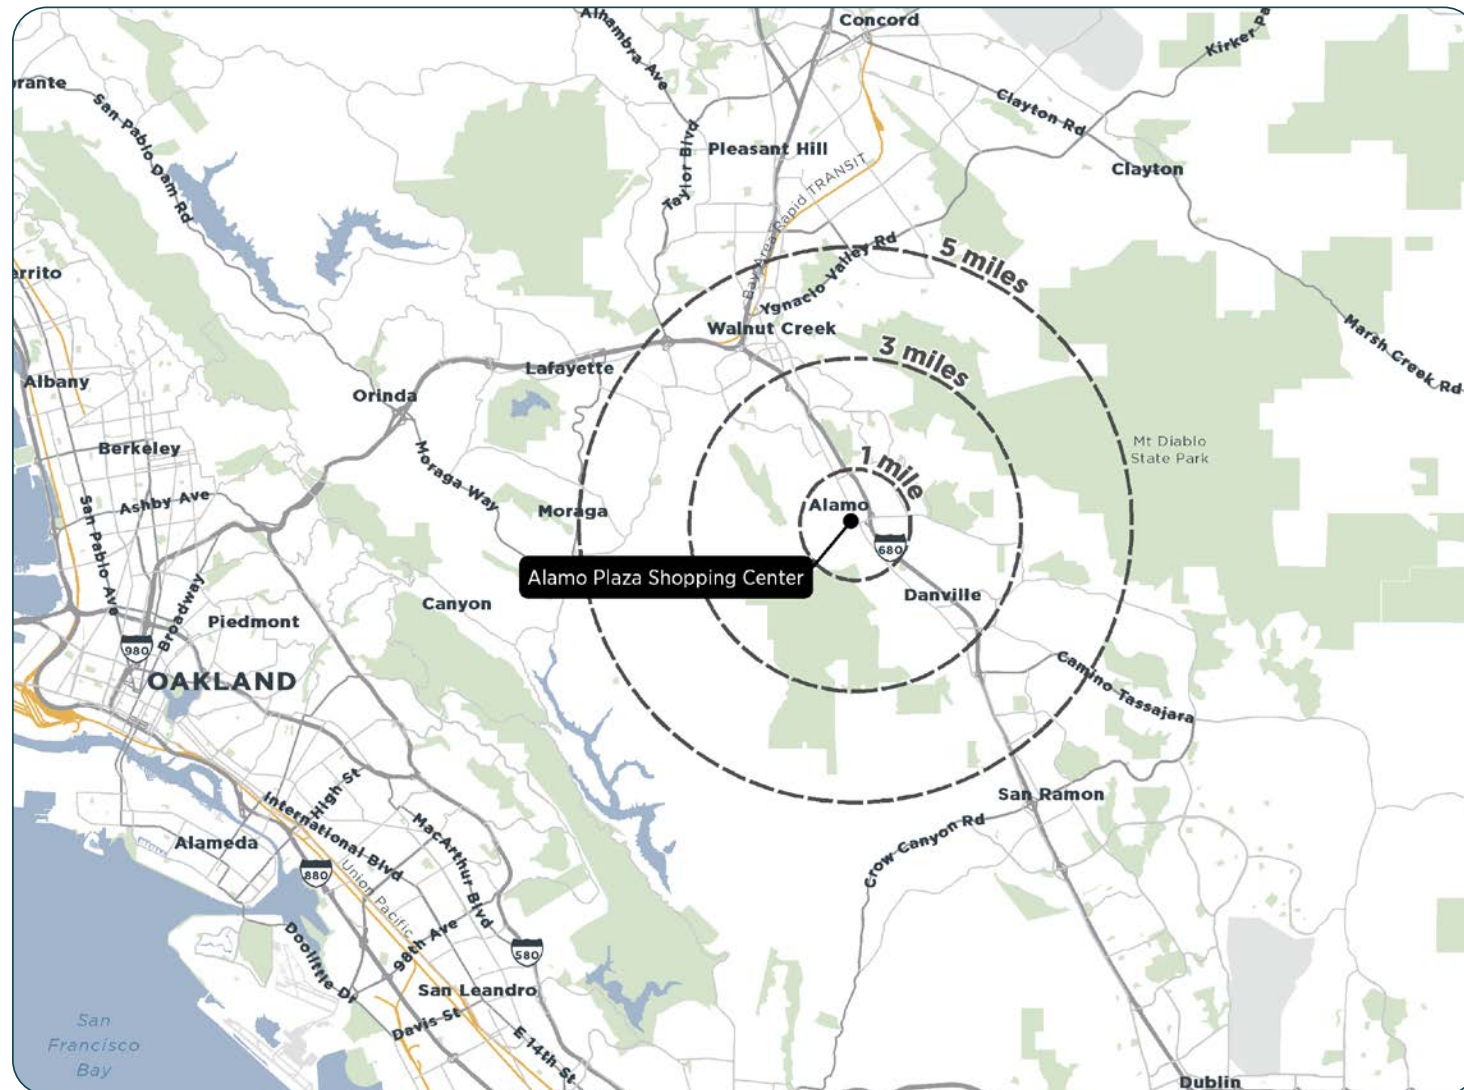 Concord
Alhambra Ave
Kirker Pa
orante
San Pablo Dam Rd
Clayton Rd
Taylor Blvd
Pleasant Hill
Clayton
Bay Area Rapid TRANSIT
Ygnacio Valley Rd
5 miles
errito
Walnut Creek
3 miles
Marsh Creek Rd
Albany
Lafayette
Orinda
Berkeley
Moraga Way
Mt Diablo
State Park
1 mile
Ashby Ave
San Pablo Ave
Moraga
Alamo
680
Alamo Plaza Shopping Center
Danville
Canyon
Broadway
Piedmont
980
OAKLAND
Camino Tassajara
High St
International Blvd
MacArthur Blvd
San Ramon
Crow Canyon Rd
Alameda
880
Union Pacific
98th Ave
580
Doolittle Dr
San Leandro
Davis St
E 14th St
San
Francisco
Bay
Dublin